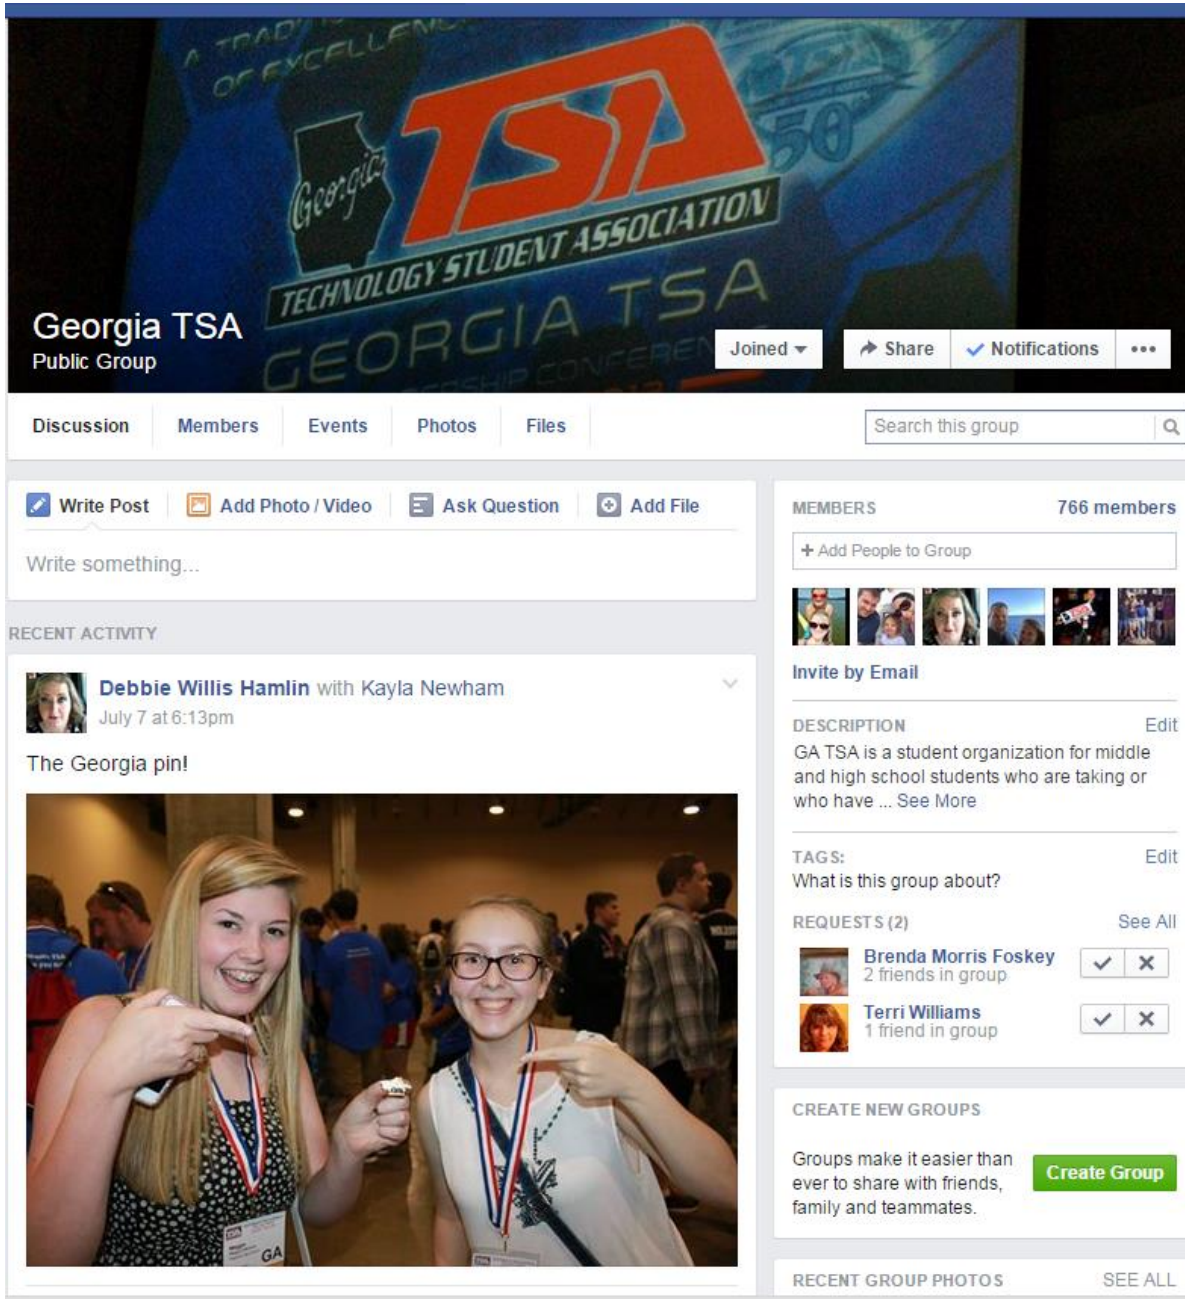 A TRADITION
OF EXCELLENCE
50
Georgia
TSA
TECHNOLOGY STUDENT ASSOCIATION
GEORGIA TSA
CONFERENCE
Georgia TSA
Public Group
Joined
Share
Notifications
Discussion
Members
Events
Photos
Files
Search this group
Write Post
Add Photo / Video
Ask Question
Add File
Write something...
RECENT ACTIVITY
Debbie Willis Hamlin with Kayla Newham
July 7 at 6:13pm
The Georgia pin!
GA
MEMBERS 766 members
+ Add People to Group
Invite by Email
DESCRIPTION Edit
GA TSA is a student organization for middle
and high school students who are taking or
who have ... See More
TAGS: Edit
What is this group about?
REQUESTS (2) See All
Brenda Morris Foskey
2 friends in group
Terri Williams
1 friend in group
CREATE NEW GROUPS
Groups make it easier than
ever to share with friends,
family and teammates.
Create Group
RECENT GROUP PHOTOS SEE ALL